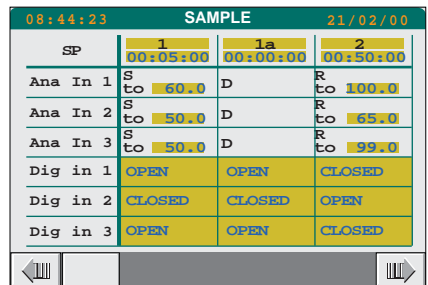 08:44:23 SAMPLE 21/02/00
SP 1 1a 2
00:05:00 00:00:00 00:50:00
Ana In 1 S to 60.0 D R to 100.0
Ana In 2 S to 50.0 D R to 65.0
Ana In 3 S to 50.0 D R to 99.0
Dig in 1 OPEN OPEN CLOSED
Dig in 2 CLOSED CLOSED OPEN
Dig in 3 OPEN OPEN CLOSED